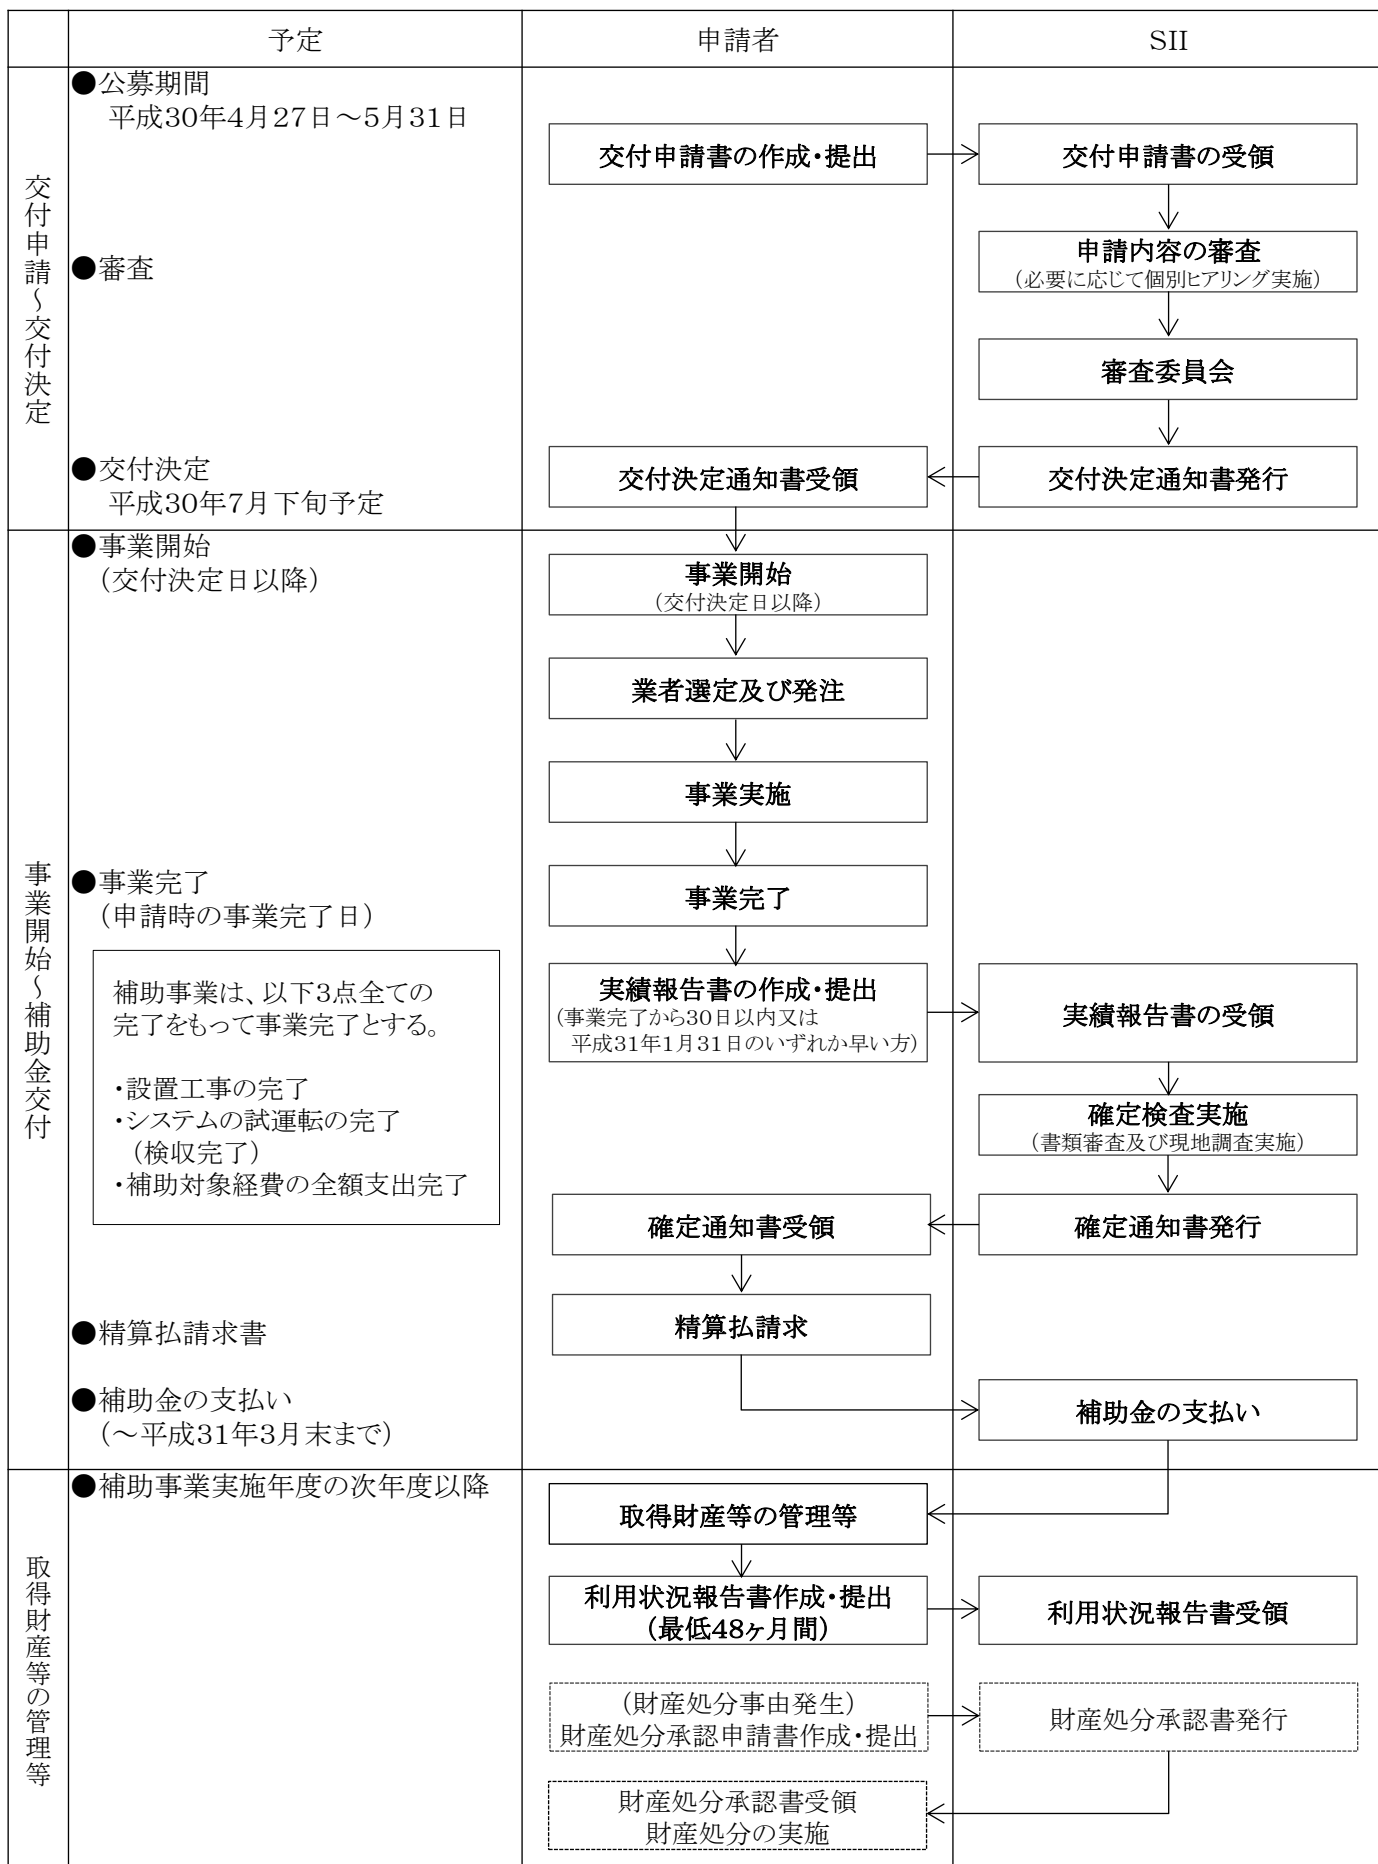 予定
申請者
SII
交付申請～交付決定
●公募期間
平成30年4月27日～5月31日
交付申請書の作成・提出
交付申請書の受領
●審査
申請内容の審査
(必要に応じて個別ヒアリング実施)
審査委員会
●交付決定
平成30年7月下旬予定
交付決定通知書受領
交付決定通知書発行
事業開始～補助金交付
●事業開始
(交付決定日以降)
事業開始
(交付決定日以降)
業者選定及び発注
事業実施
●事業完了
(申請時の事業完了日)
事業完了
補助事業は、以下3点全ての
完了をもって事業完了とする。
・設置工事の完了
・システムの試運転の完了
(検収完了)
・補助対象経費の全額支出完了
実績報告書の作成・提出
(事業完了から30日以内又は
平成31年1月31日のいずれか早い方)
実績報告書の受領
確定検査実施
(書類審査及び現地調査実施)
確定通知書受領
確定通知書発行
●精算払請求書
精算払請求
●補助金の支払い
(～平成31年3月末まで)
補助金の支払い
取得財産等の管理等
●補助事業実施年度の次年度以降
取得財産等の管理等
利用状況報告書作成・提出
(最低48ヶ月間)
利用状況報告書受領
(財産処分事由発生)
財産処分承認申請書作成・提出
財産処分承認書発行
財産処分承認書受領
財産処分の実施